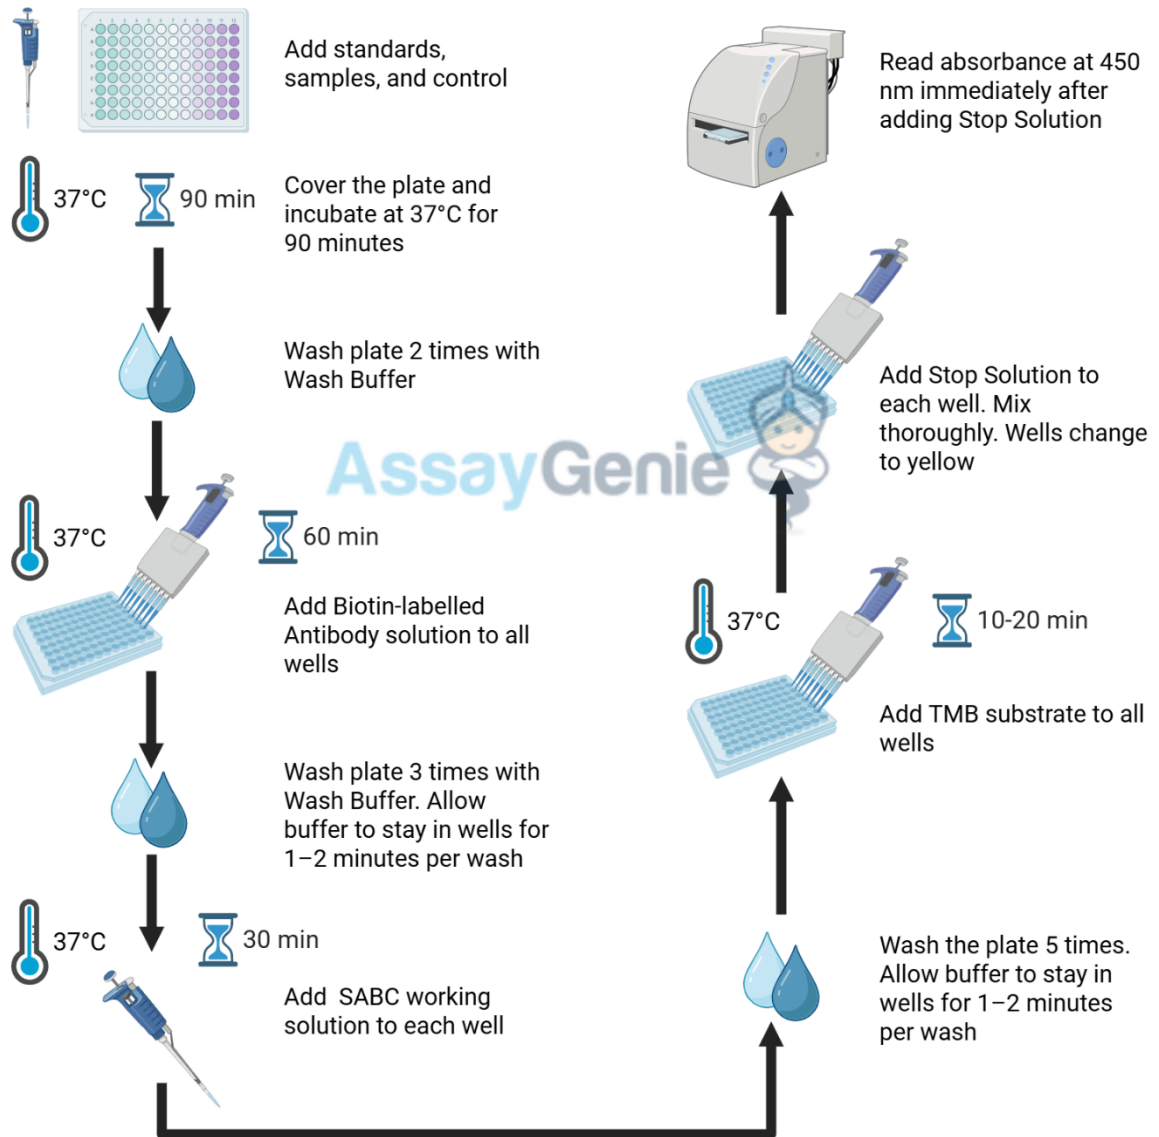 Add standards,
samples, and control
37°C
90 min
Cover the plate and
incubate at 37°C for
90 minutes
Wash plate 2 times with
Wash Buffer
37°C
60 min
Add Biotin-labelled
Antibody solution to all
wells
Wash plate 3 times with
Wash Buffer. Allow
buffer to stay in wells for
1–2 minutes per wash
37°C
30 min
Add SABC working
solution to each well
Wash the plate 5 times.
Allow buffer to stay in
wells for 1–2 minutes
per wash
37°C
10-20 min
Add TMB substrate to all
wells
Add Stop Solution to
each well. Mix
thoroughly. Wells change
to yellow
Read absorbance at 450
nm immediately after
adding Stop Solution
AssayGenie